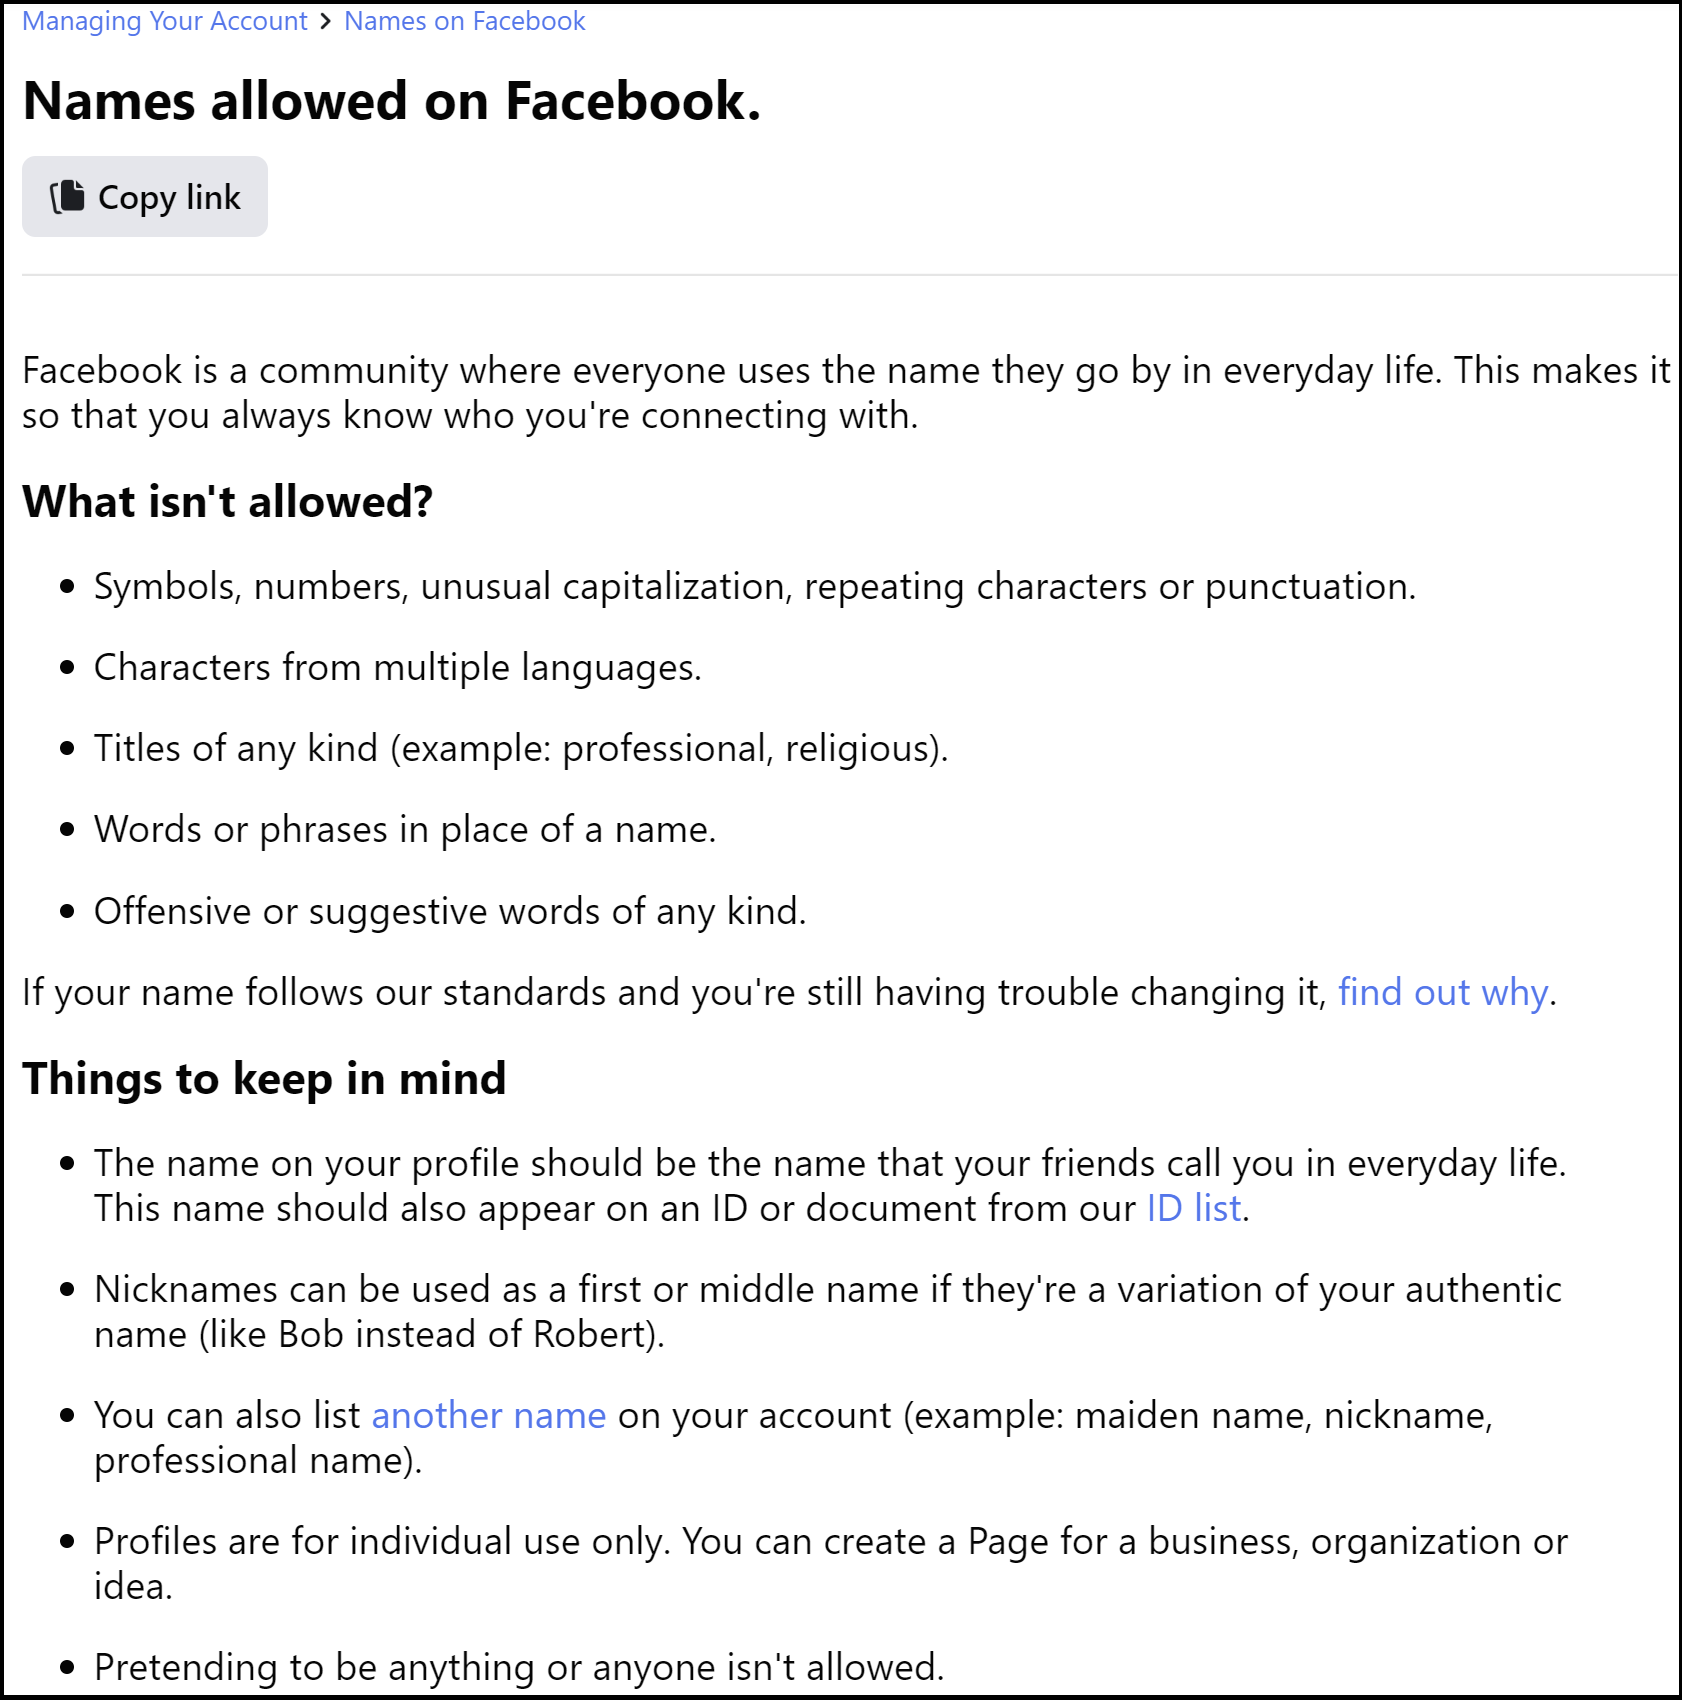 Managing Your Account > Names on Facebook
Names allowed on Facebook.
Copy link
Facebook is a community where everyone uses the name they go by in everyday life. This makes it
so that you always know who you're connecting with.
What isn't allowed?
• Symbols, numbers, unusual capitalization, repeating characters or punctuation.
• Characters from multiple languages.
• Titles of any kind (example: professional, religious).
• Words or phrases in place of a name.
• Offensive or suggestive words of any kind.
If your name follows our standards and you're still having trouble changing it, find out why.
Things to keep in mind
• The name on your profile should be the name that your friends call you in everyday life.
This name should also appear on an ID or document from our ID list.
• Nicknames can be used as a first or middle name if they're a variation of your authentic
name (like Bob instead of Robert).
• You can also list another name on your account (example: maiden name, nickname,
professional name).
• Profiles are for individual use only. You can create a Page for a business, organization or
idea.
• Pretending to be anything or anyone isn't allowed.